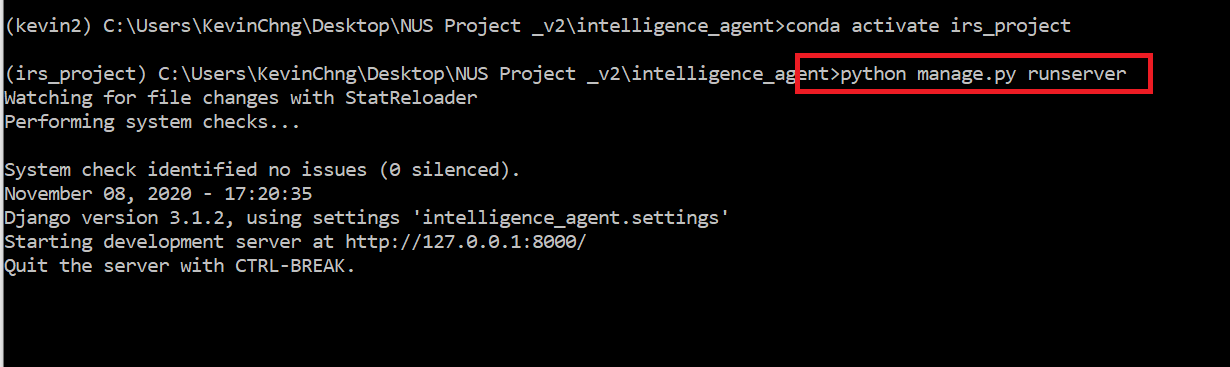 (kevin2) C:\Users\KevinChng\Desktop\NUS Project _v2\intelligence_agent>conda activate irs_project
(irs_project) C:\Users\KevinChng\Desktop\NUS Project _v2\intelligence_agent>python manage.py runserver
Watching for file changes with StatReloader
Performing system checks...
System check identified no issues (0 silenced).
November 08, 2020 - 17:20:35
Django version 3.1.2, using settings 'intelligence_agent.settings'
Starting development server at http://127.0.0.1:8000/
Quit the server with CTRL-BREAK.